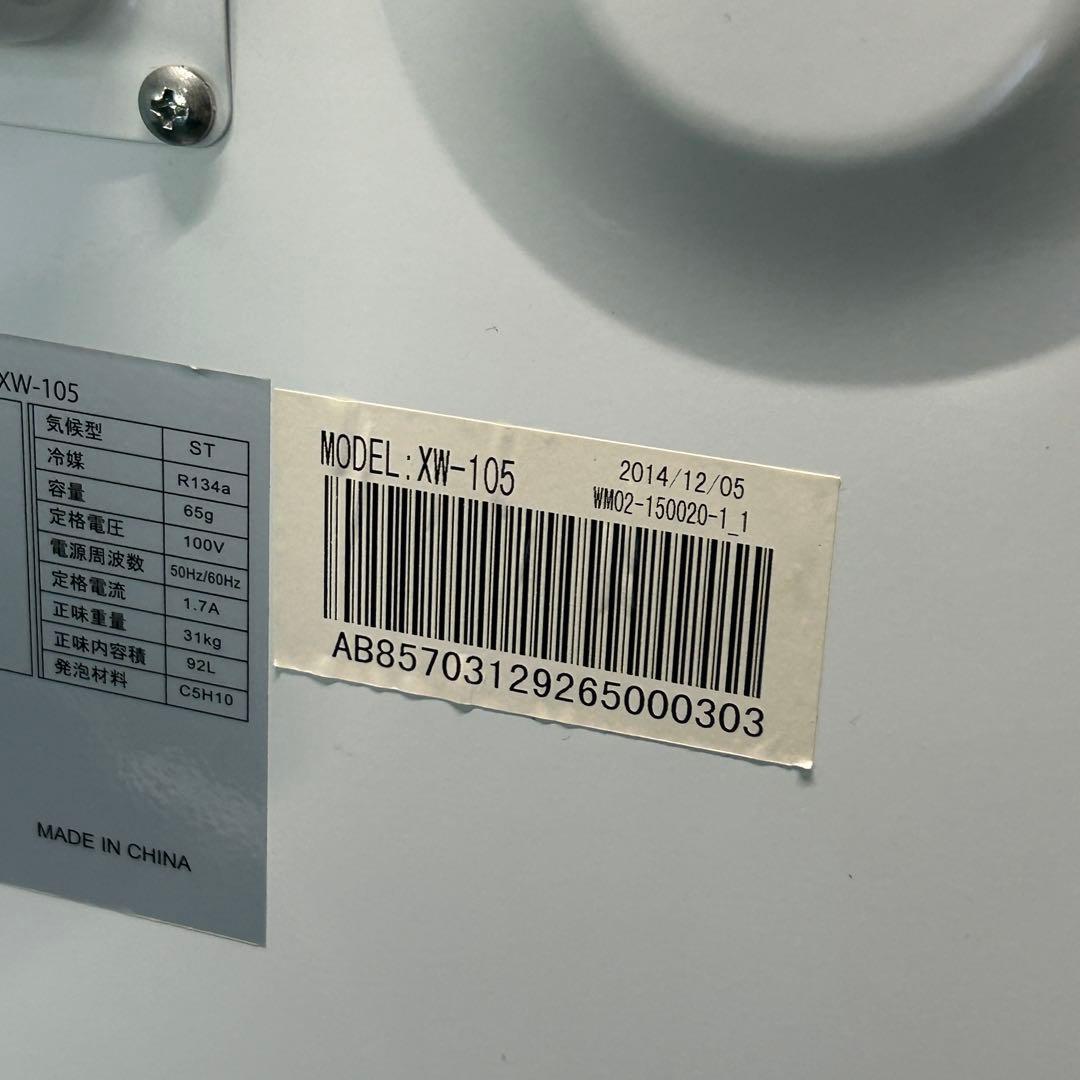 XW-105
気候型 ST
冷媒 R134a
容量 65g
定格電圧 100V
電源周波数 50Hz/60Hz
定格電流 1.7A
正味重量 31kg
正味内容積 92L
発泡材料 C5H10
MADE IN CHINA
MODEL:XW-105
2014/12/05
WM02-150020-1_1
AB85703129265000303